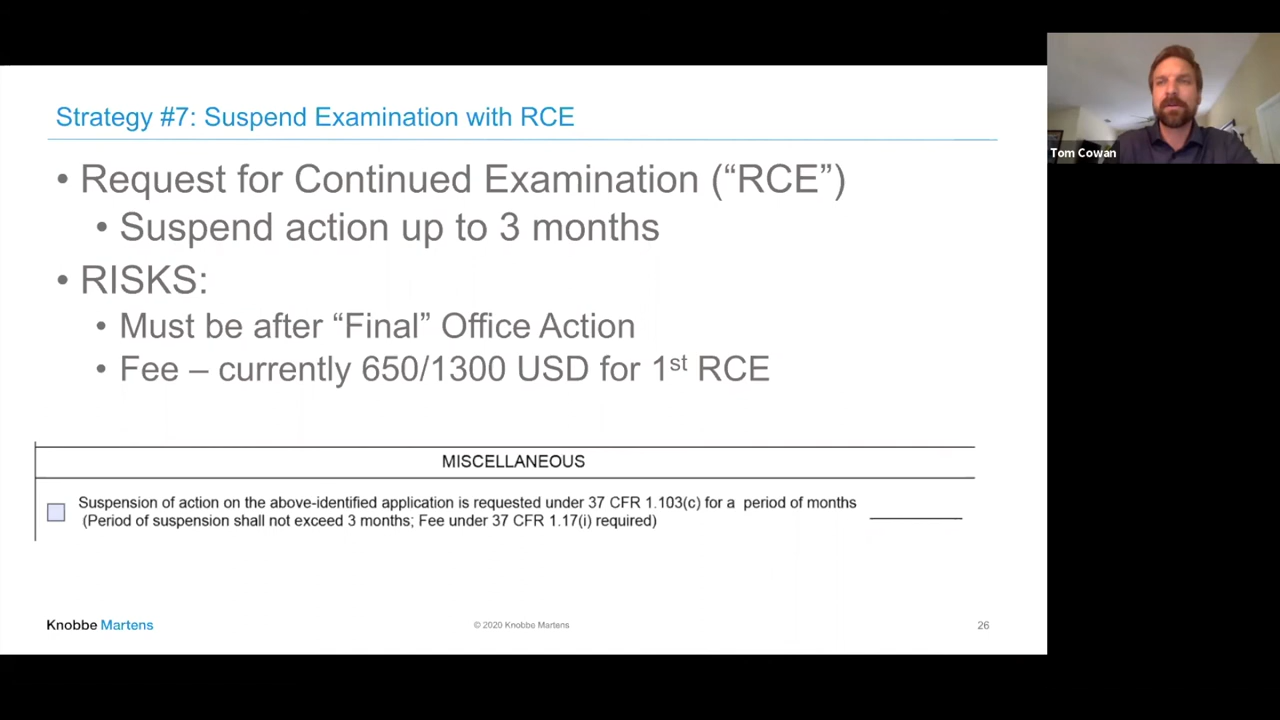 Strategy #7: Suspend Examination with RCE
• Request for Continued Examination (“RCE”)
• Suspend action up to 3 months
• RISKS:
• Must be after “Final” Office Action
• Fee – currently 650/1300 USD for 1st RCE
MISCELLANEOUS
Suspension of action on the above-identified application is requested under 37 CFR 1.103(c) for a period of months
(Period of suspension shall not exceed 3 months; Fee under 37 CFR 1.17(i) required)
Knobbe Martens
© 2020 Knobbe Martens
26
Tom Cowan